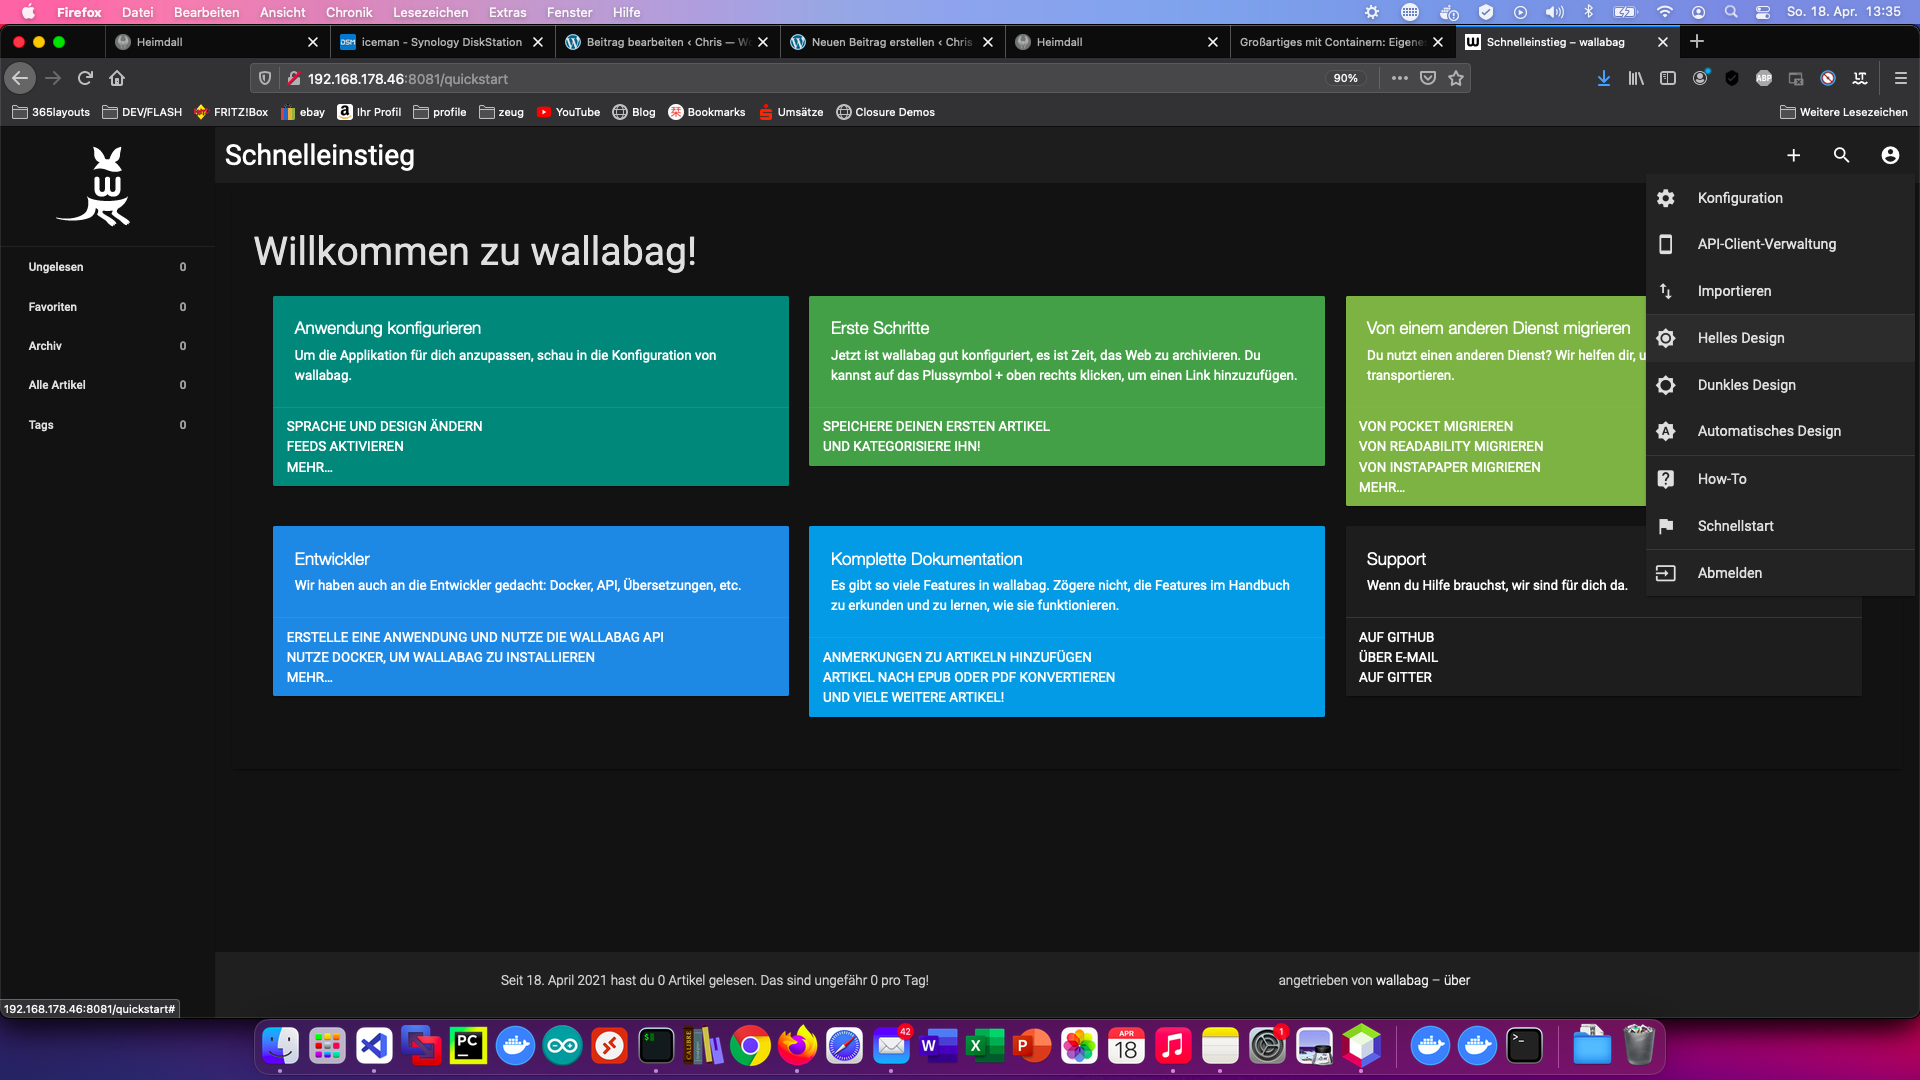 Firefox Datei Bearbeiten Ansicht Chronik Lesezeichen Extras Fenster Hilfe So. 18. Apr. 13:35
Heimdall
iceman - Synology DiskStation
Beitrag bearbeiten ‹ Chris — Wo
Neuen Beitrag erstellen ‹ Chris
Heimdall
Großartiges mit Containern: Eigenes
Schnelleinstieg – wallabag
192.168.178.46:8081/quickstart 90%
ABP
365layouts DEV/FLASH FRITZ!Box ebay Ihr Profil profile zeug YouTube Blog Bookmarks Umsätze Closure Demos Weitere Lesezeichen
Schnelleinstieg
Ungelesen 0
Favoriten 0
Archiv 0
Alle Artikel 0
Tags 0
Willkommen zu wallabag!
Anwendung konfigurieren
Um die Applikation für dich anzupassen, schau in die Konfiguration von
wallabag.
SPRACHE UND DESIGN ÄNDERN
FEEDS AKTIVIEREN
MEHR...
Erste Schritte
Jetzt ist wallabag gut konfiguriert, es ist Zeit, das Web zu archivieren. Du
kannst auf das Plussymbol + oben rechts klicken, um einen Link hinzuzufügen.
SPEICHERE DEINEN ERSTEN ARTIKEL
UND KATEGORISIERE IHN!
Von einem anderen Dienst migrieren
Du nutzt einen anderen Dienst? Wir helfen dir, u
transportieren.
VON POCKET MIGRIEREN
VON READABILITY MIGRIEREN
VON INSTAPAPER MIGRIEREN
MEHR...
Entwickler
Wir haben auch an die Entwickler gedacht: Docker, API, Übersetzungen, etc.
ERSTELLE EINE ANWENDUNG UND NUTZE DIE WALLABAG API
NUTZE DOCKER, UM WALLABAG ZU INSTALLIEREN
MEHR...
Komplette Dokumentation
Es gibt so viele Features in wallabag. Zögere nicht, die Features im Handbuch
zu erkunden und zu lernen, wie sie funktionieren.
ANMERKUNGEN ZU ARTIKELN HINZUFÜGEN
ARTIKEL NACH EPUB ODER PDF KONVERTIEREN
UND VIELE WEITERE ARTIKEL!
Support
Wenn du Hilfe brauchst, wir sind für dich da.
AUF GITHUB
ÜBER E-MAIL
AUF GITTER
Konfiguration
API-Client-Verwaltung
Importieren
Helles Design
Dunkles Design
Automatisches Design
How-To
Schnellstart
Abmelden
Seit 18. April 2021 hast du 0 Artikel gelesen. Das sind ungefähr 0 pro Tag!
angetrieben von wallabag – über
192.168.178.46:8081/quickstart#
PC
CALIBRE
42
W
X
P
APR
18
1